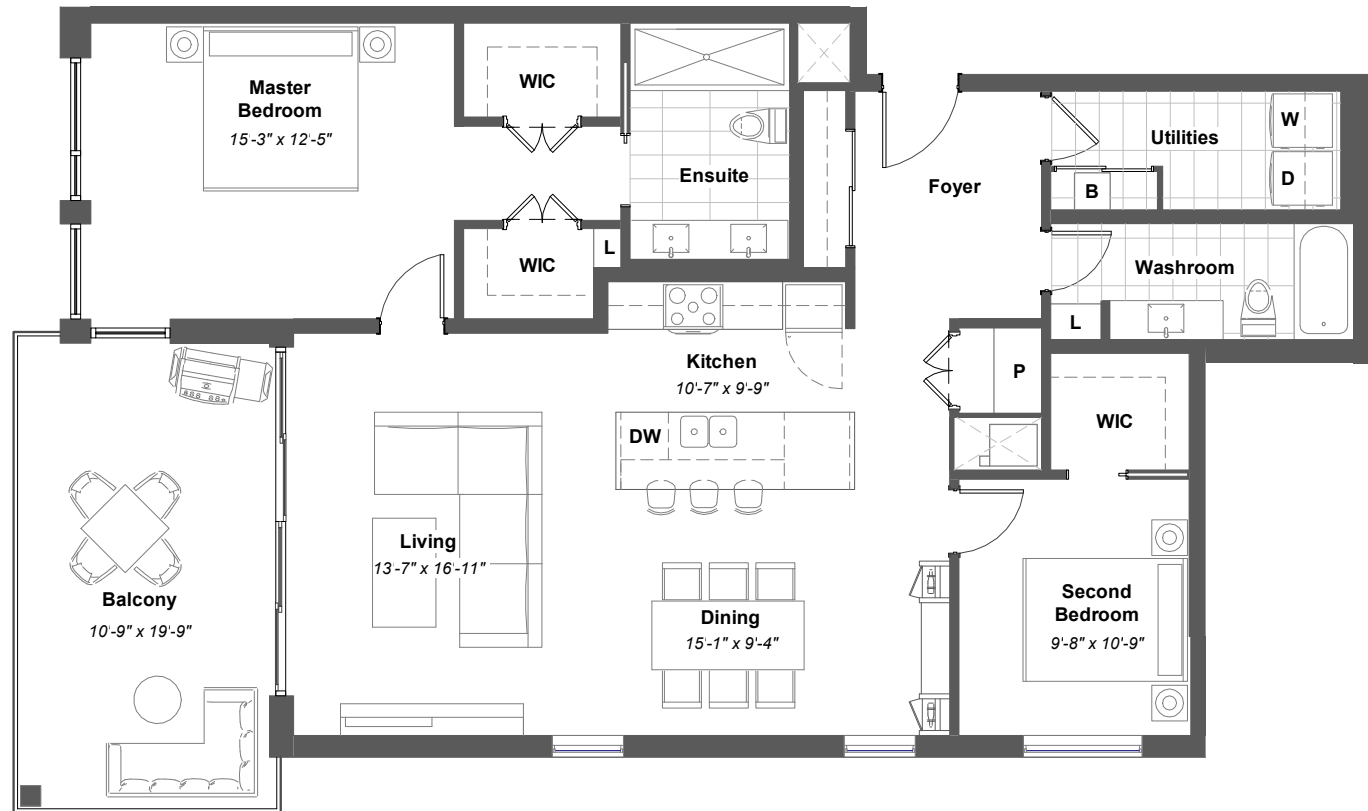 Master
Bedroom
15'-3" x 12'-5"
WIC
WIC
L
Ensuite
Foyer
Utilities
W
D
B
Washroom
L
Kitchen
10'-7" x 9'-9"
P
WIC
DW
Living
13'-7" x 16'-11"
Balcony
10'-9" x 19'-9"
Dining
15'-1" x 9'-4"
Second
Bedroom
9'-8" x 10'-9"